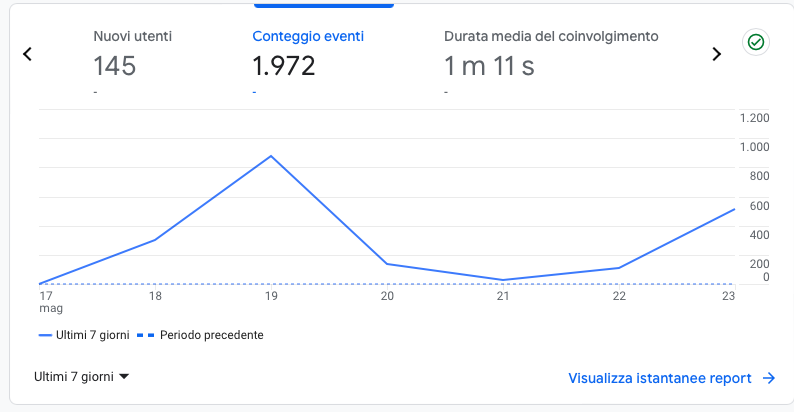 Nuovi utenti Conteggio eventi Durata media del coinvolgimento
145 1.972 1 m 11 s
- - -
1.200
1.000
800
600
400
200
0
17 18 19 20 21 22 23
mag
Ultimi 7 giorni Periodo precedente
Ultimi 7 giorni Visualizza istantanee report